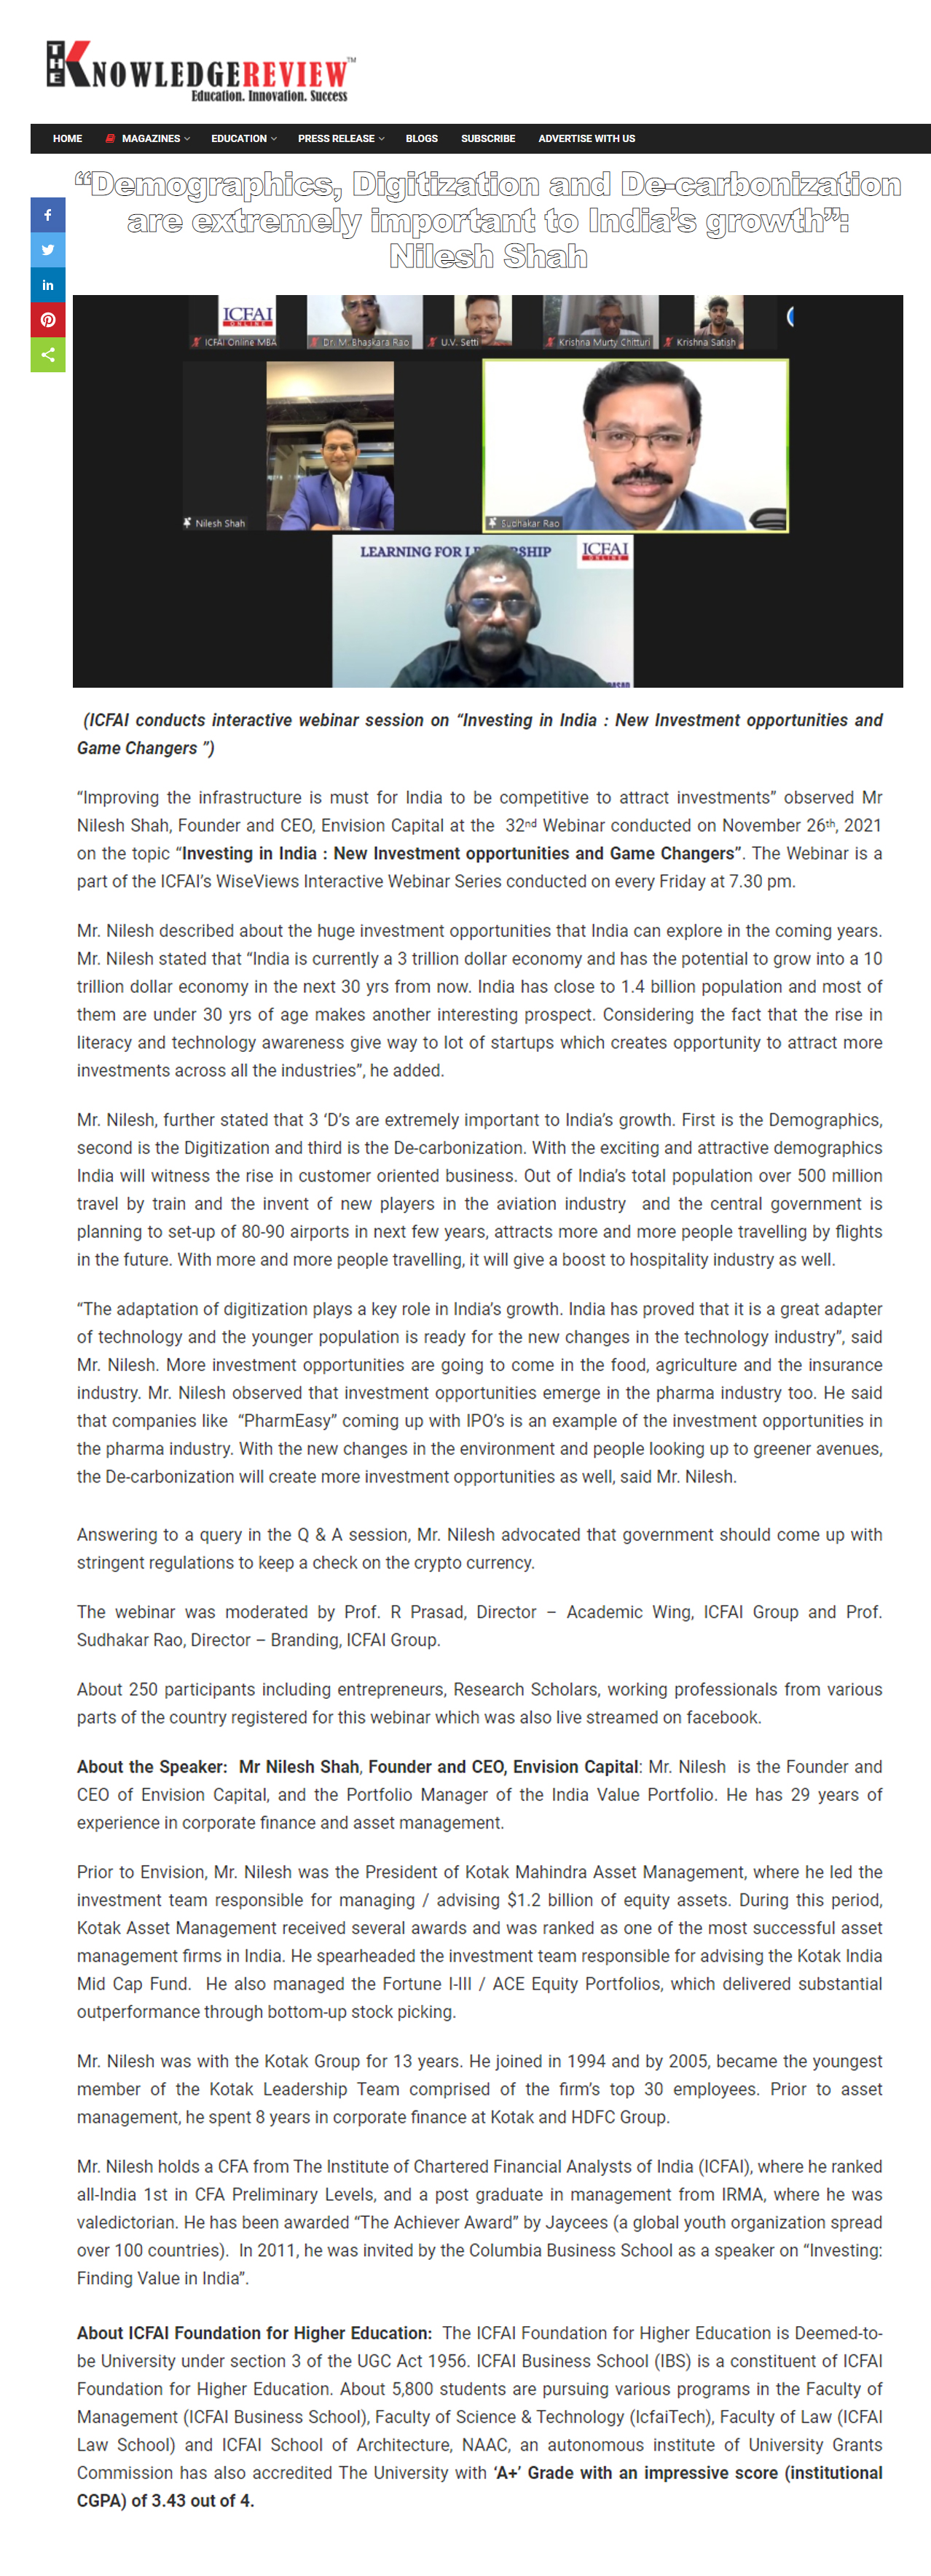 THE KNOWLEDGEREVIEW™
Education. Innovation. Success
HOME MAGAZINES EDUCATION PRESS RELEASE BLOGS SUBSCRIBE ADVERTISE WITH US
“Demographics, Digitization and De-carbonization
are extremely important to India’s growth”:
Nilesh Shah
ICFAI
ONLINE
ICFAI Online MBA
Dr. M. Bhaskara Rao
U.V. Setti
Krishna Murty Chitturi
Krishna Satish
Nilesh Shah
Sudhakar Rao
LEARNING FOR LE SHIP
ICFAI
ONLINE
(ICFAI conducts interactive webinar session on “Investing in India : New Investment opportunities and
Game Changers ”)
“Improving the infrastructure is must for India to be competitive to attract investments” observed Mr
Nilesh Shah, Founder and CEO, Envision Capital at the 32nd Webinar conducted on November 26th, 2021
on the topic “Investing in India : New Investment opportunities and Game Changers”. The Webinar is a
part of the ICFAI’s WiseViews Interactive Webinar Series conducted on every Friday at 7.30 pm.
Mr. Nilesh described about the huge investment opportunities that India can explore in the coming years.
Mr. Nilesh stated that “India is currently a 3 trillion dollar economy and has the potential to grow into a 10
trillion dollar economy in the next 30 yrs from now. India has close to 1.4 billion population and most of
them are under 30 yrs of age makes another interesting prospect. Considering the fact that the rise in
literacy and technology awareness give way to lot of startups which creates opportunity to attract more
investments across all the industries”, he added.
Mr. Nilesh, further stated that 3 ‘D’s are extremely important to India’s growth. First is the Demographics,
second is the Digitization and third is the De-carbonization. With the exciting and attractive demographics
India will witness the rise in customer oriented business. Out of India’s total population over 500 million
travel by train and the invent of new players in the aviation industry and the central government is
planning to set-up of 80-90 airports in next few years, attracts more and more people travelling by flights
in the future. With more and more people travelling, it will give a boost to hospitality industry as well.
“The adaptation of digitization plays a key role in India’s growth. India has proved that it is a great adapter
of technology and the younger population is ready for the new changes in the technology industry”, said
Mr. Nilesh. More investment opportunities are going to come in the food, agriculture and the insurance
industry. Mr. Nilesh observed that investment opportunities emerge in the pharma industry too. He said
that companies like “PharmEasy” coming up with IPO’s is an example of the investment opportunities in
the pharma industry. With the new changes in the environment and people looking up to greener avenues,
the De-carbonization will create more investment opportunities as well, said Mr. Nilesh.
Answering to a query in the Q & A session, Mr. Nilesh advocated that government should come up with
stringent regulations to keep a check on the crypto currency.
The webinar was moderated by Prof. R Prasad, Director – Academic Wing, ICFAI Group and Prof.
Sudhakar Rao, Director – Branding, ICFAI Group.
About 250 participants including entrepreneurs, Research Scholars, working professionals from various
parts of the country registered for this webinar which was also live streamed on facebook.
About the Speaker: Mr Nilesh Shah, Founder and CEO, Envision Capital: Mr. Nilesh is the Founder and
CEO of Envision Capital, and the Portfolio Manager of the India Value Portfolio. He has 29 years of
experience in corporate finance and asset management.
Prior to Envision, Mr. Nilesh was the President of Kotak Mahindra Asset Management, where he led the
investment team responsible for managing / advising $1.2 billion of equity assets. During this period,
Kotak Asset Management received several awards and was ranked as one of the most successful asset
management firms in India. He spearheaded the investment team responsible for advising the Kotak India
Mid Cap Fund. He also managed the Fortune I-III / ACE Equity Portfolios, which delivered substantial
outperformance through bottom-up stock picking.
Mr. Nilesh was with the Kotak Group for 13 years. He joined in 1994 and by 2005, became the youngest
member of the Kotak Leadership Team comprised of the firm’s top 30 employees. Prior to asset
management, he spent 8 years in corporate finance at Kotak and HDFC Group.
Mr. Nilesh holds a CFA from The Institute of Chartered Financial Analysts of India (ICFAI), where he ranked
all-India 1st in CFA Preliminary Levels, and a post graduate in management from IRMA, where he was
valedictorian. He has been awarded “The Achiever Award” by Jaycees (a global youth organization spread
over 100 countries). In 2011, he was invited by the Columbia Business School as a speaker on “Investing:
Finding Value in India”.
About ICFAI Foundation for Higher Education: The ICFAI Foundation for Higher Education is Deemed-to-
be University under section 3 of the UGC Act 1956. ICFAI Business School (IBS) is a constituent of ICFAI
Foundation for Higher Education. About 5,800 students are pursuing various programs in the Faculty of
Management (ICFAI Business School), Faculty of Science & Technology (IcfaiTech), Faculty of Law (ICFAI
Law School) and ICFAI School of Architecture, NAAC, an autonomous institute of University Grants
Commission has also accredited The University with ‘A+’ Grade with an impressive score (institutional
CGPA) of 3.43 out of 4.